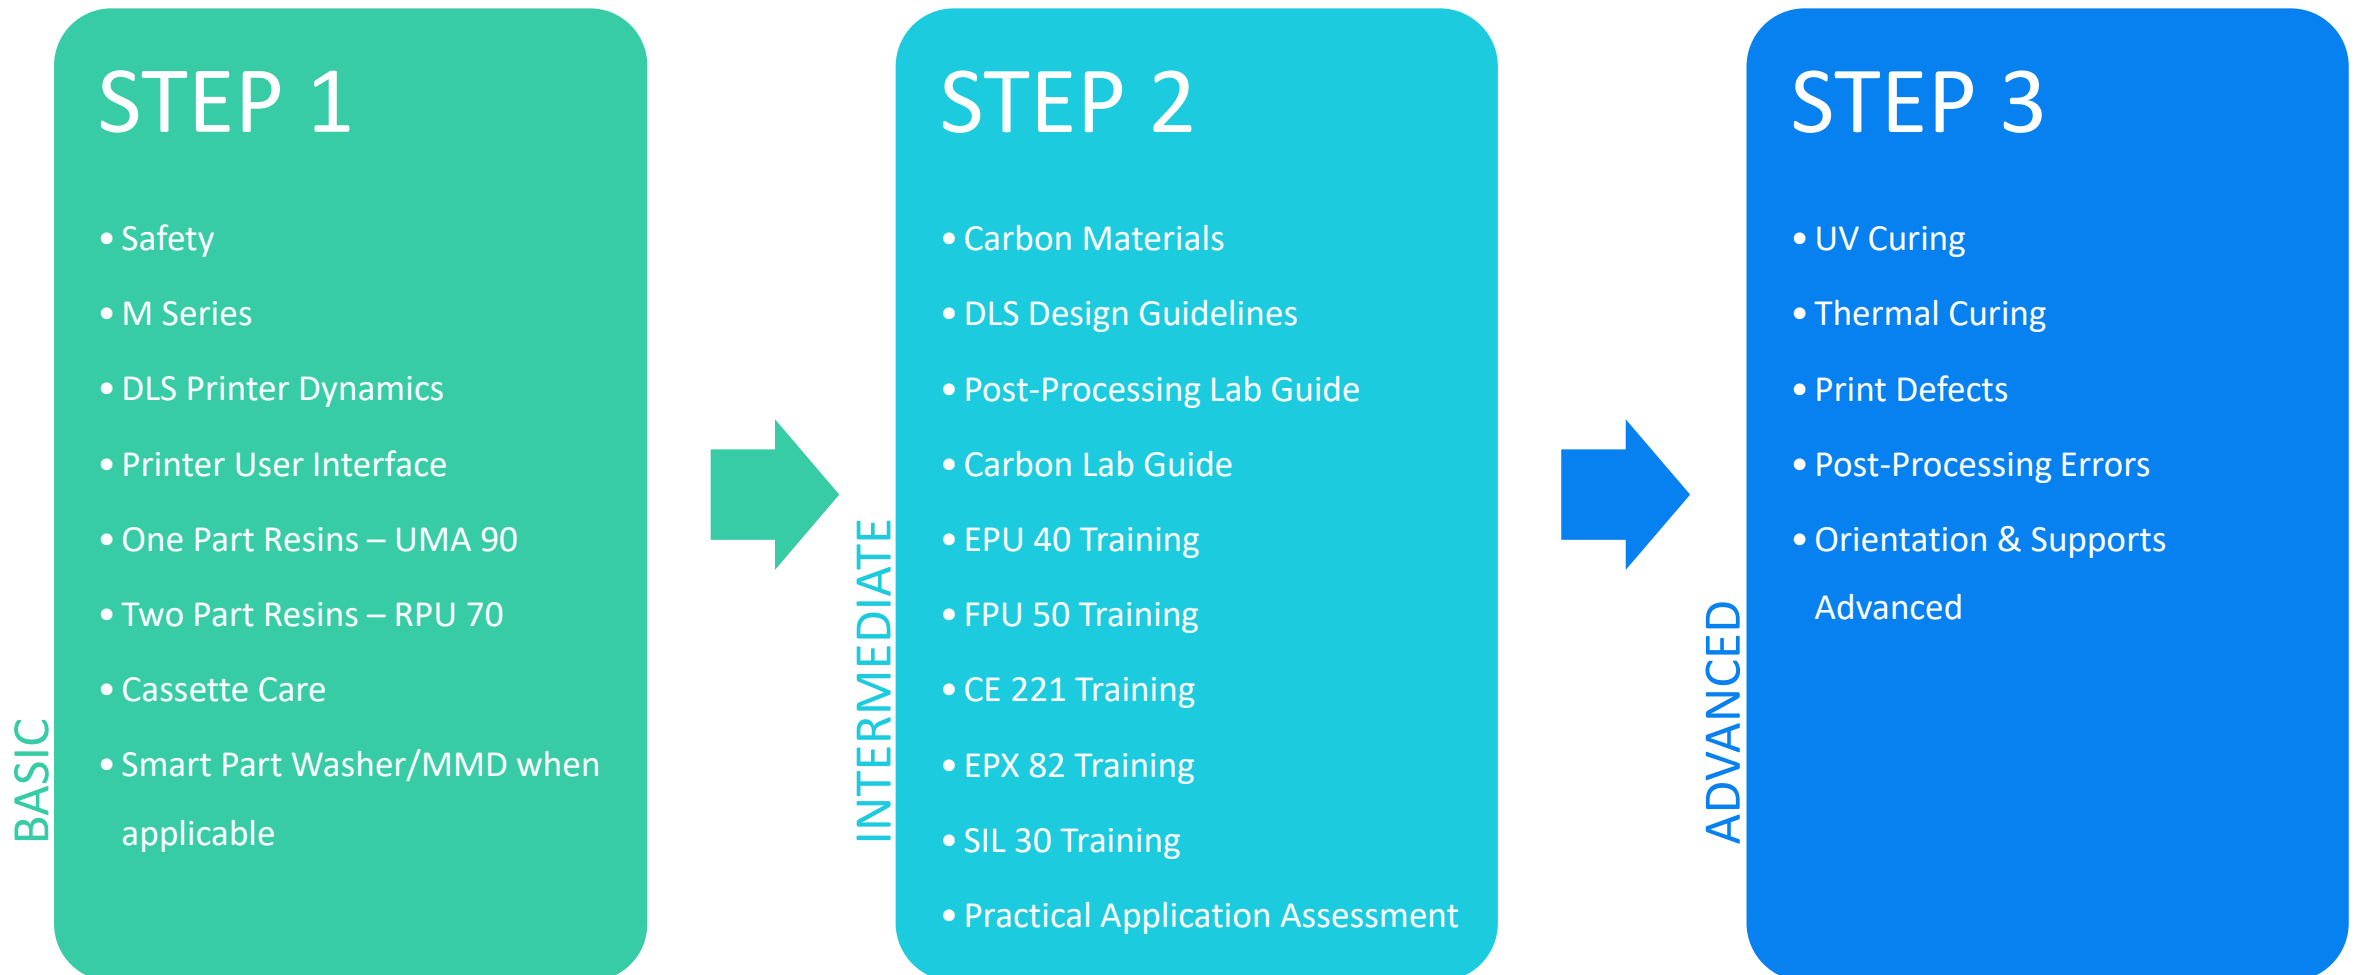 STEP 1
• Safety
• M Series
• DLS Printer Dynamics
• Printer User Interface
• One Part Resins – UMA 90
• Two Part Resins – RPU 70
• Cassette Care
• Smart Part Washer/MMD when
applicable
BASIC
STEP 2
• Carbon Materials
• DLS Design Guidelines
• Post-Processing Lab Guide
• Carbon Lab Guide
• EPU 40 Training
• FPU 50 Training
• CE 221 Training
• EPX 82 Training
• SIL 30 Training
• Practical Application Assessment
INTERMEDIATE
STEP 3
• UV Curing
• Thermal Curing
• Print Defects
• Post-Processing Errors
• Orientation & Supports
Advanced
ADVANCED